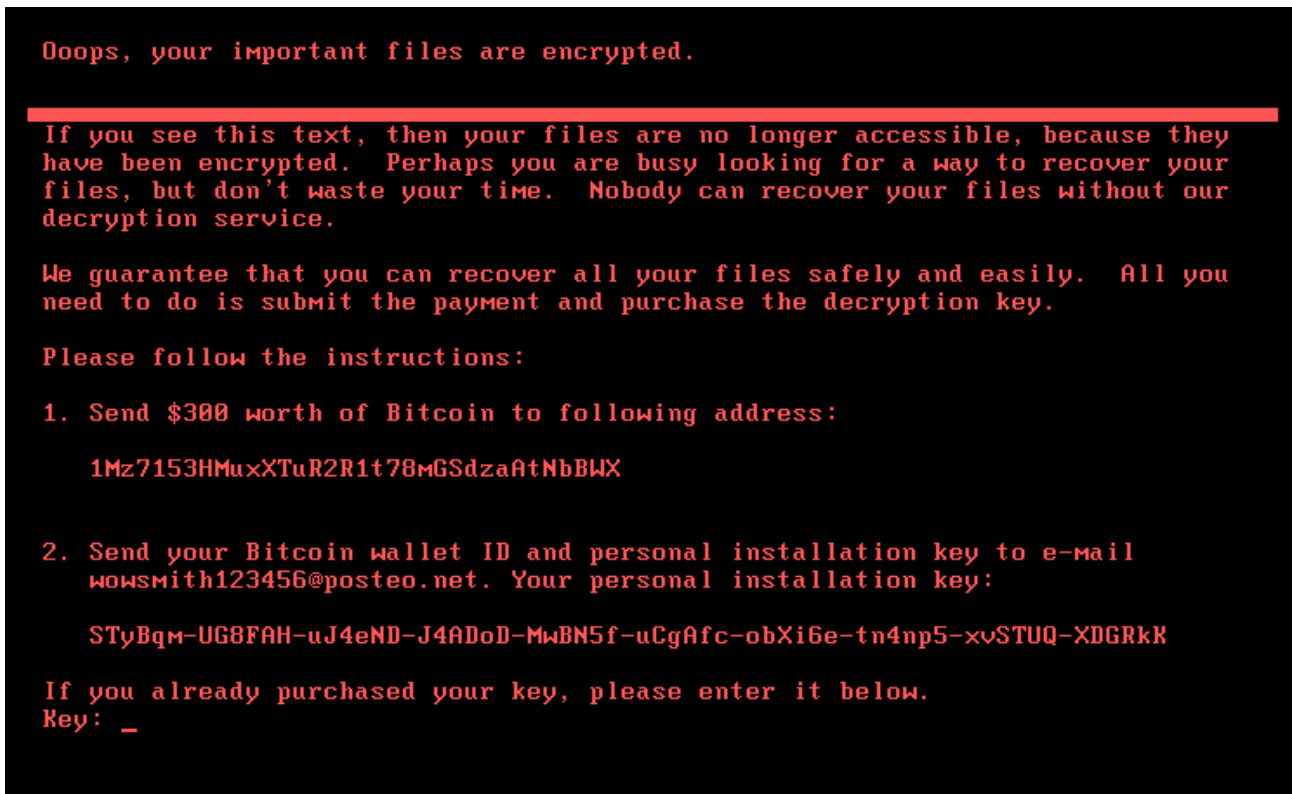 Ooops, your important files are encrypted.
If you see this text, then your files are no longer accessible, because they
have been encrypted.  Perhaps you are busy looking for a way to recover your
files, but don't waste your time.  Nobody can recover your files without our
decryption service.
We guarantee that you can recover all your files safely and easily.  All you
need to do is submit the payment and purchase the decryption key.
Please follow the instructions:
1. Send $300 worth of Bitcoin to following address:
1Mz7153HMuxXTuR2R1t78mGSdzaAtNbBWX
2. Send your Bitcoin wallet ID and personal installation key to e-mail
wowsmith123456@posteo.net. Your personal installation key:
STyBqm-UG8FAH-uJ4eND-J4ADoD-MwBN5f-uCgAfc-obXi6e-tn4np5-xvSTUQ-XDGRkK
If you already purchased your key, please enter it below.
Key: _